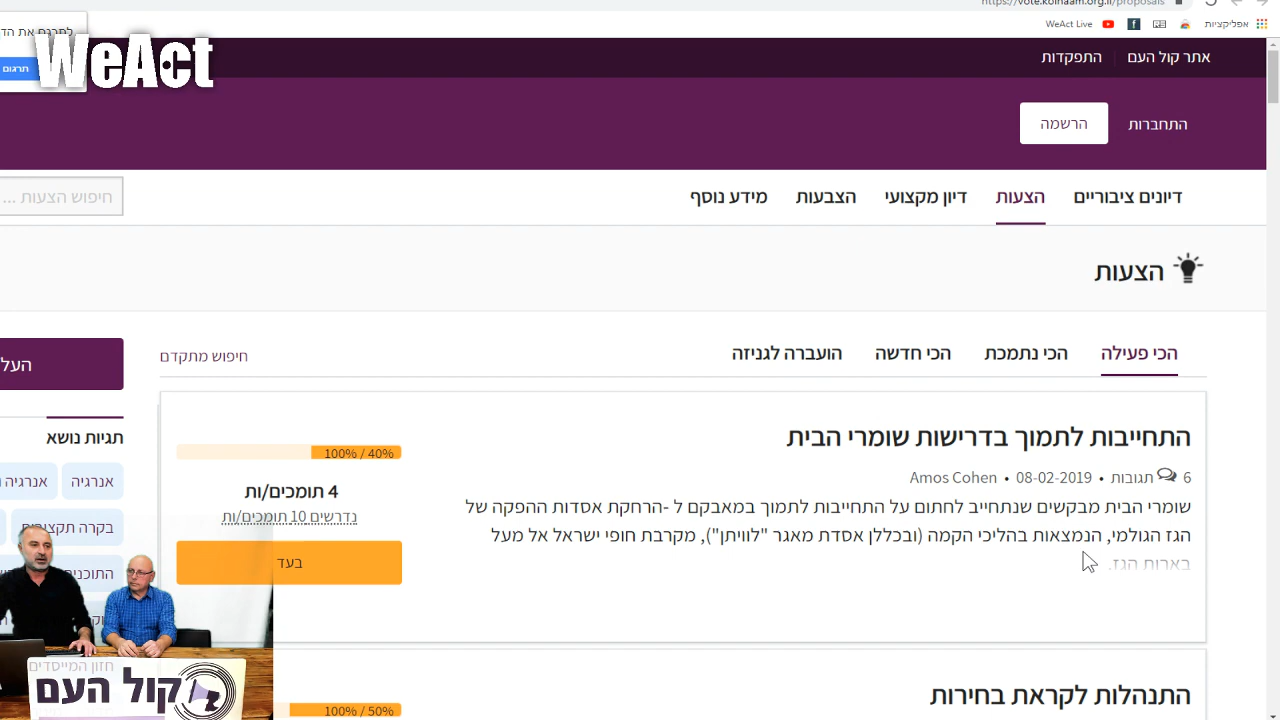 https://vote.kolnaam.org.il/proposals
אפליקציות
WeAct Live
WeAct
תרגום
אתר קול העם
התפקדות
התחברות
הרשמה
דיונים ציבוריים
הצעות
דיון מקצועי
הצבעות
מידע נוסף
חיפוש הצעות ...
הצעות
הכי פעילה
הכי נתמכת
הכי חדשה
הועברה לגניזה
חיפוש מתקדם
העל
תגיות נושא
אנרגיה
אנרגיה
בקרה תקצ
חזון המייסדים
התחייבות לתמוך בדרישות שומרי הבית
6 תגובות • 08-02-2019 • Amos Cohen
שומרי הבית מבקשים שנתחייב לחתום על התחייבות לתמוך במאבקם ל -הרחקת אסדות ההפקה של
הגז הגולמי, הנמצאות בהליכי הקמה (ובכללן אסדת מאגר "לוויתן"), מקרבת חופי ישראל אל מעל
בארות הגז.
100% / 40%
4 תומכים/ות
נדרשים 10 תומכים/ות
בעד
התנהלות לקראת בחירות
100% / 50%
קול העם